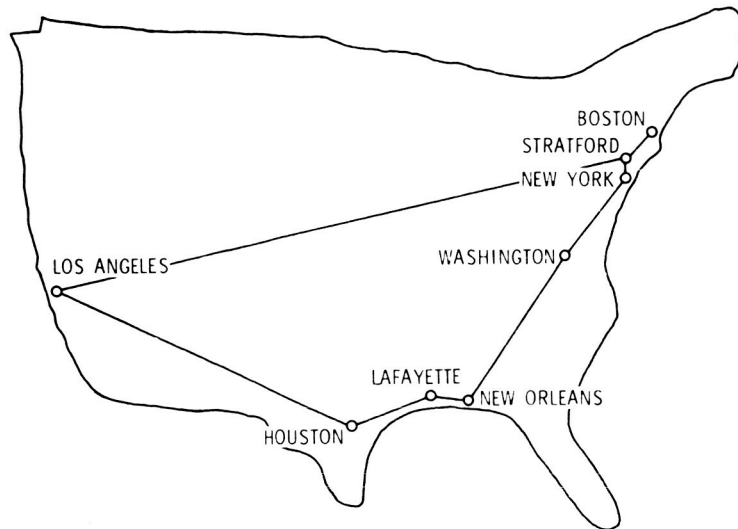 BOSTON
STRATFORD
NEW YORK
WASHINGTON
LOS ANGELES
LAFAYETTE
NEW ORLEANS
HOUSTON